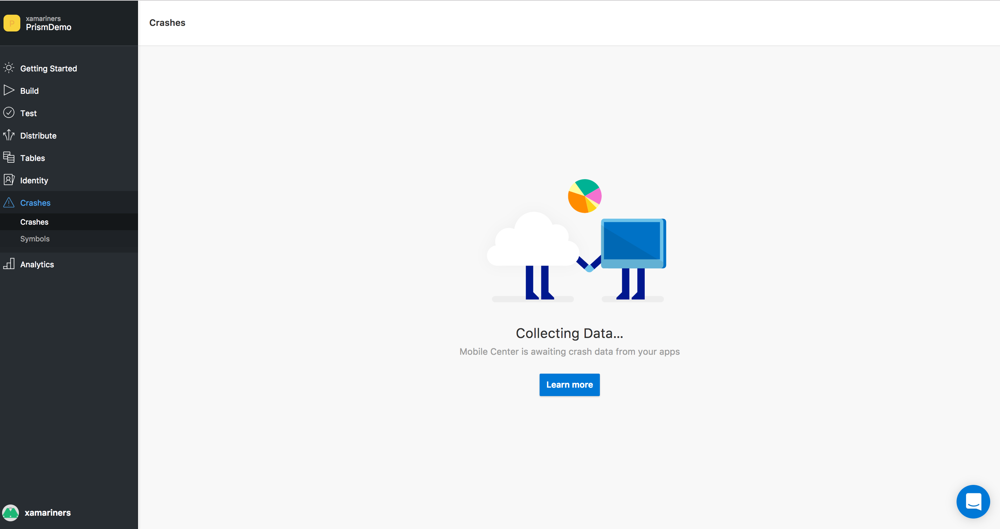 P
xamariners
PrismDemo
Crashes
Getting Started
Build
Test
Distribute
Tables
Identity
Crashes
Crashes
Symbols
Analytics
Collecting Data...
Mobile Center is awaiting crash data from your apps
Learn more
xamariners